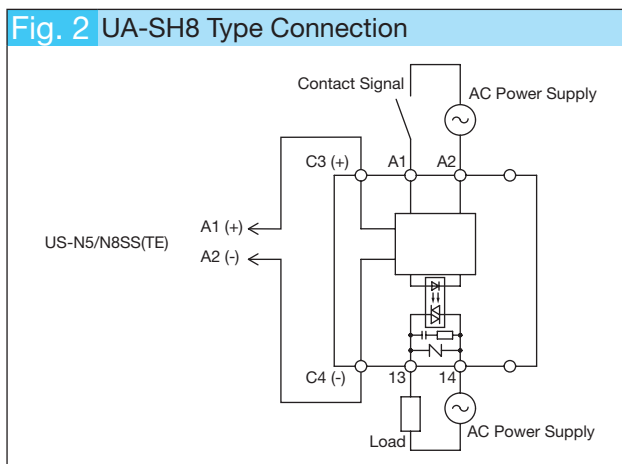 Fig. 2 UA-SH8 Type Connection
Contact Signal
AC Power Supply
C3 (+)
A1
A2
A1 (+)
US-N5/N8SS(TE)
A2 (-)
C4 (-)
13
14
Load
AC Power Supply